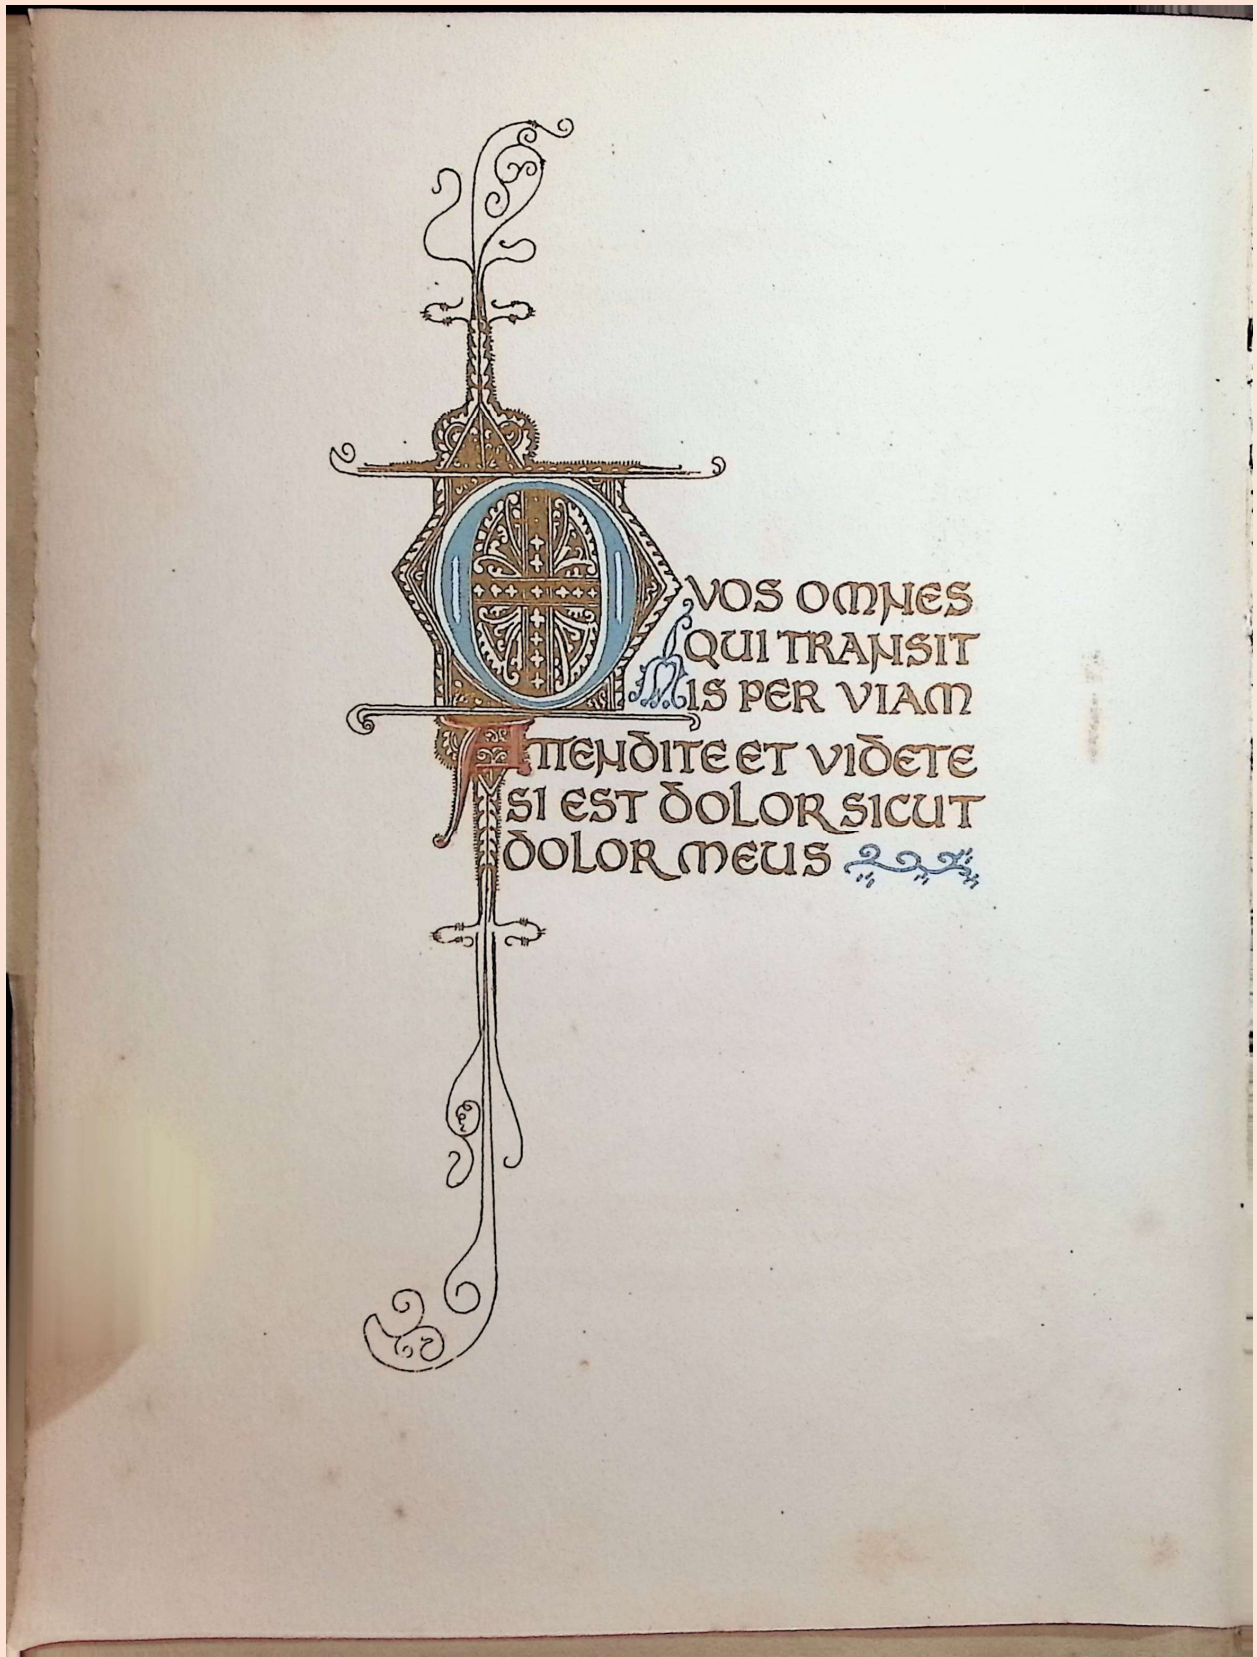 O VOS OMNES
QUI TRANSIT
IS PER VIAM
ATTENDITE ET VIDETE
SI EST DOLOR SICUT
DOLOR MEUS